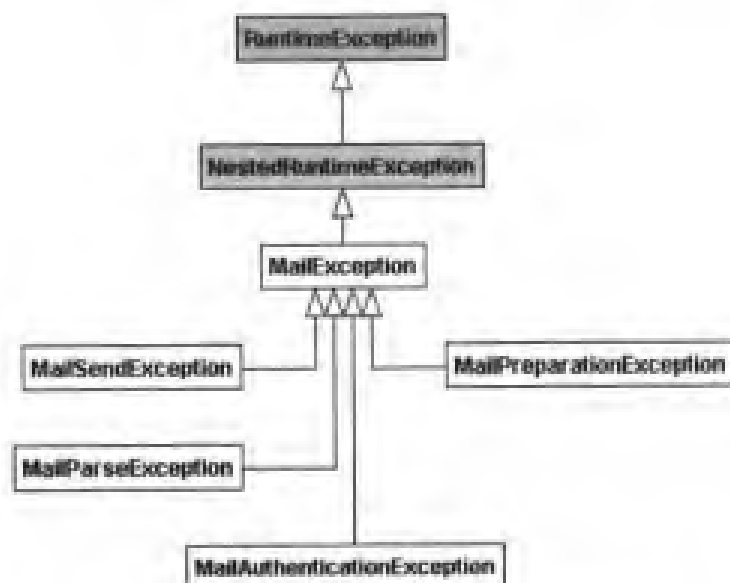 RuntimeException
NestedRuntimeException
MailException
MailSendException
MailPreparationException
MailParseException
MailAuthenticationException